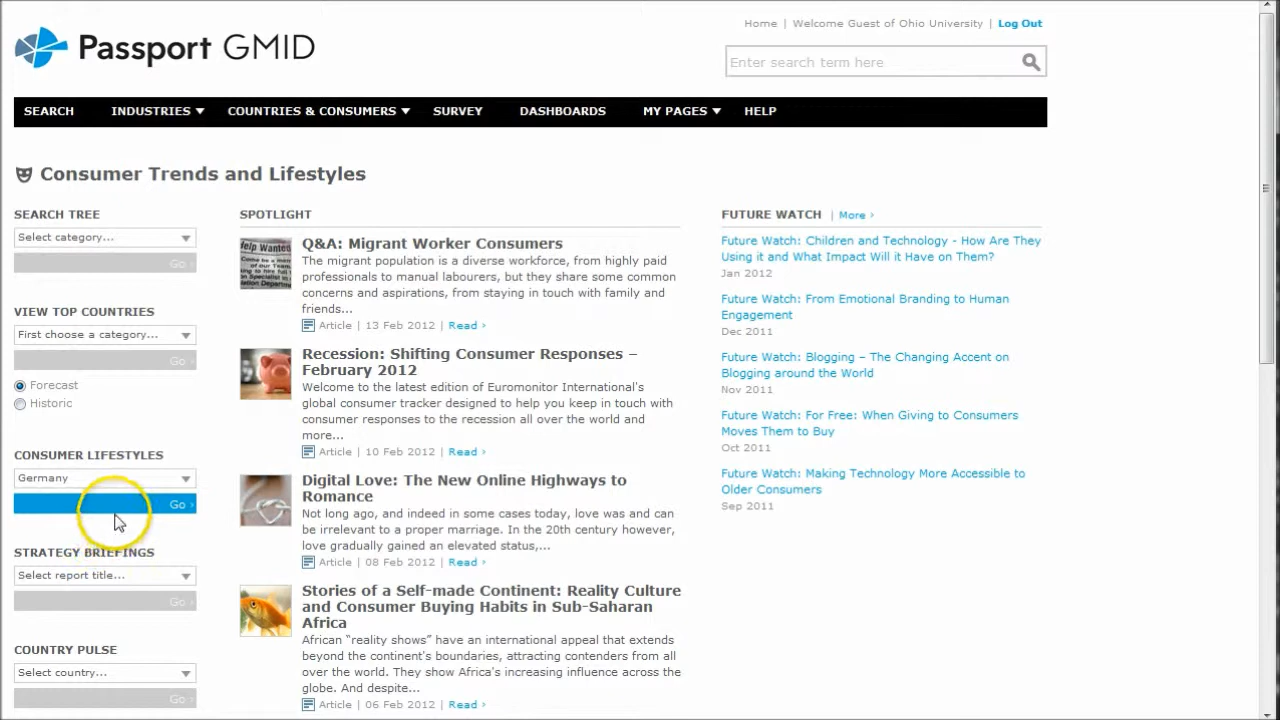 Home | Welcome Guest of Ohio University | Log Out
Passport GMID
Enter search term here
SEARCH INDUSTRIES COUNTRIES & CONSUMERS SURVEY DASHBOARDS MY PAGES HELP
Consumer Trends and Lifestyles
SEARCH TREE
Select category...
Go ›
VIEW TOP COUNTRIES
First choose a category...
Go ›
Forecast
Historic
CONSUMER LIFESTYLES
Germany
Go ›
STRATEGY BRIEFINGS
Select report title...
Go ›
COUNTRY PULSE
Select country...
Go ›
SPOTLIGHT
Help Wanted
Q&A: Migrant Worker Consumers
The migrant population is a diverse workforce, from highly paid
professionals to manual labourers, but they share some common
concerns and aspirations, from staying in touch with family and
friends...
Article | 13 Feb 2012 | Read ›
Recession: Shifting Consumer Responses –
February 2012
Welcome to the latest edition of Euromonitor International's
global consumer tracker designed to help you keep in touch with
consumer responses to the recession all over the world and
more...
Article | 10 Feb 2012 | Read ›
Digital Love: The New Online Highways to
Romance
Not long ago, and indeed in some cases today, love was and can
be irrelevant to a proper marriage. In the 20th century however,
love gradually gained an elevated status,...
Article | 08 Feb 2012 | Read ›
Stories of a Self-made Continent: Reality Culture
and Consumer Buying Habits in Sub-Saharan
Africa
African “reality shows” have an international appeal that extends
beyond the continent's boundaries, attracting contenders from all
over the world. They show Africa's increasing influence across the
globe. And despite...
Article | 06 Feb 2012 | Read ›
FUTURE WATCH | More ›
Future Watch: Children and Technology - How Are They
Using it and What Impact Will it Have on Them?
Jan 2012
Future Watch: From Emotional Branding to Human
Engagement
Dec 2011
Future Watch: Blogging – The Changing Accent on
Blogging around the World
Nov 2011
Future Watch: For Free: When Giving to Consumers
Moves Them to Buy
Oct 2011
Future Watch: Making Technology More Accessible to
Older Consumers
Sep 2011